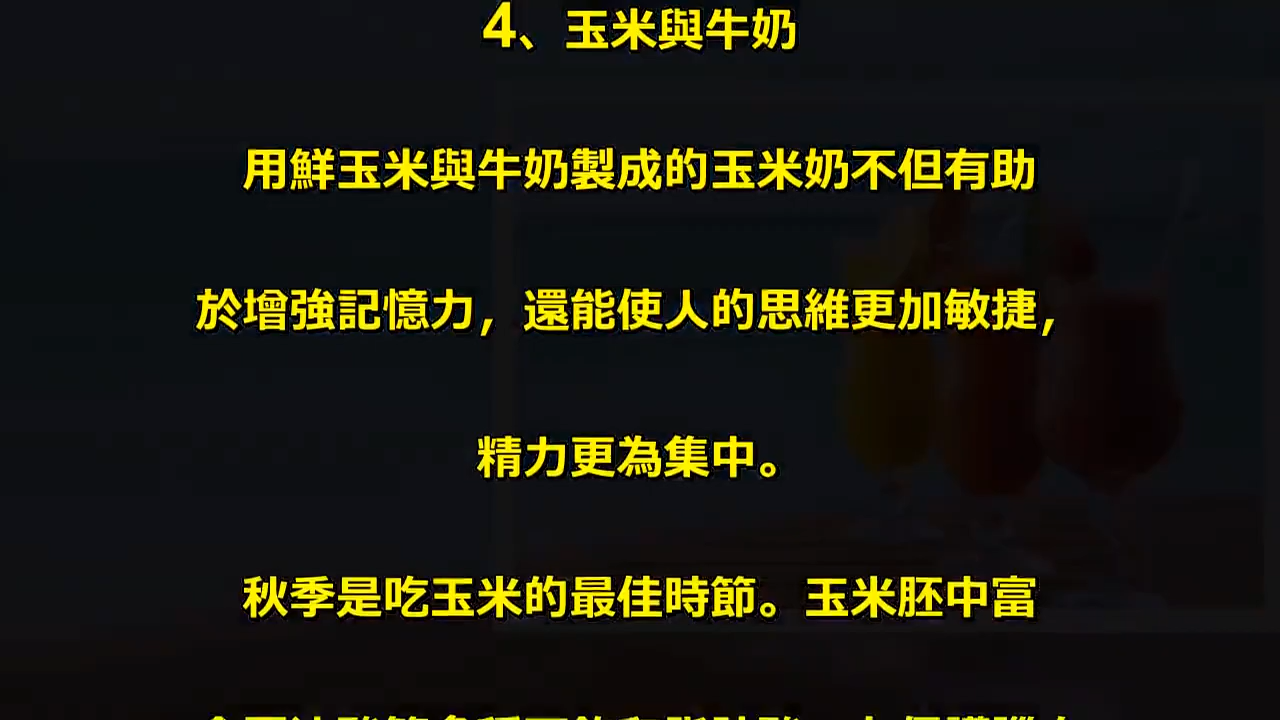 4、玉米與牛奶
用鮮玉米與牛奶製成的玉米奶不但有助
於增強記憶力，還能使人的思維更加敏捷，
精力更為集中。
秋季是吃玉米的最佳時節。玉米胚中富